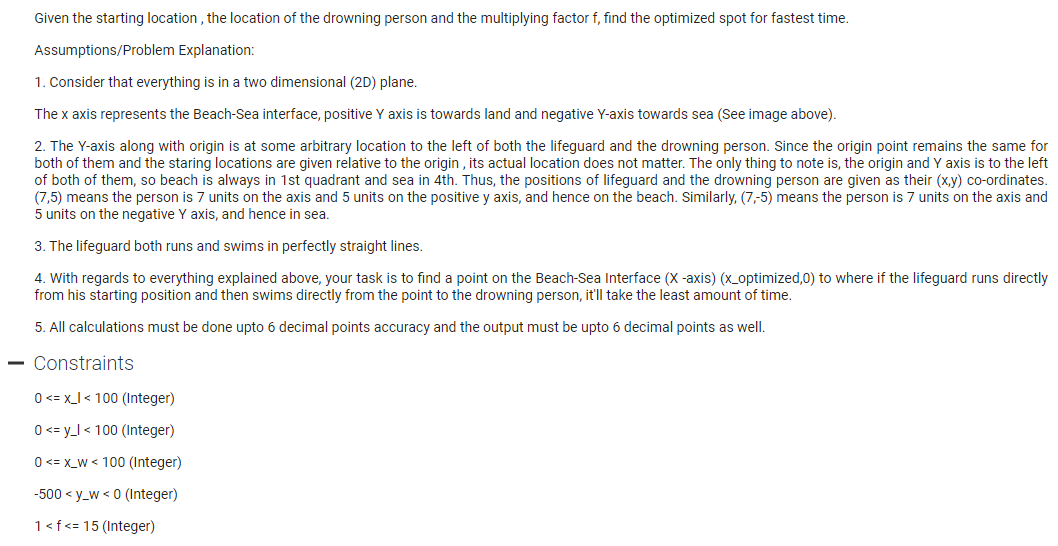 Given the starting location , the location of the drowning person and the multiplying factor f, find the optimized spot for fastest time.
Assumptions/Problem Explanation:
1. Consider that everything is in a two dimensional (2D) plane.
The x axis represents the Beach-Sea interface, positive Y axis is towards land and negative Y-axis towards sea (See image above).
2. The Y-axis along with origin is at some arbitrary location to the left of both the lifeguard and the drowning person. Since the origin point remains the same for
both of them and the staring locations are given relative to the origin , its actual location does not matter. The only thing to note is, the origin and Y axis is to the left
of both of them, so beach is always in 1st quadrant and sea in 4th. Thus, the positions of lifeguard and the drowning person are given as their (x,y) co-ordinates.
(7,5) means the person is 7 units on the axis and 5 units on the positive y axis, and hence on the beach. Similarly, (7,-5) means the person is 7 units on the axis and
5 units on the negative Y axis, and hence in sea.
3. The lifeguard both runs and swims in perfectly straight lines.
4. With regards to everything explained above, your task is to find a point on the Beach-Sea Interface (X -axis) (x_optimized,0) to where if the lifeguard runs directly
from his starting position and then swims directly from the point to the drowning person, it'll take the least amount of time.
5. All calculations must be done upto 6 decimal points accuracy and the output must be upto 6 decimal points as well.
Constraints
0 <= x_l < 100 (Integer)
0 <= y_l < 100 (Integer)
0 <= x_w < 100 (Integer)
-500 < y_w < 0 (Integer)
1 < f <= 15 (Integer)